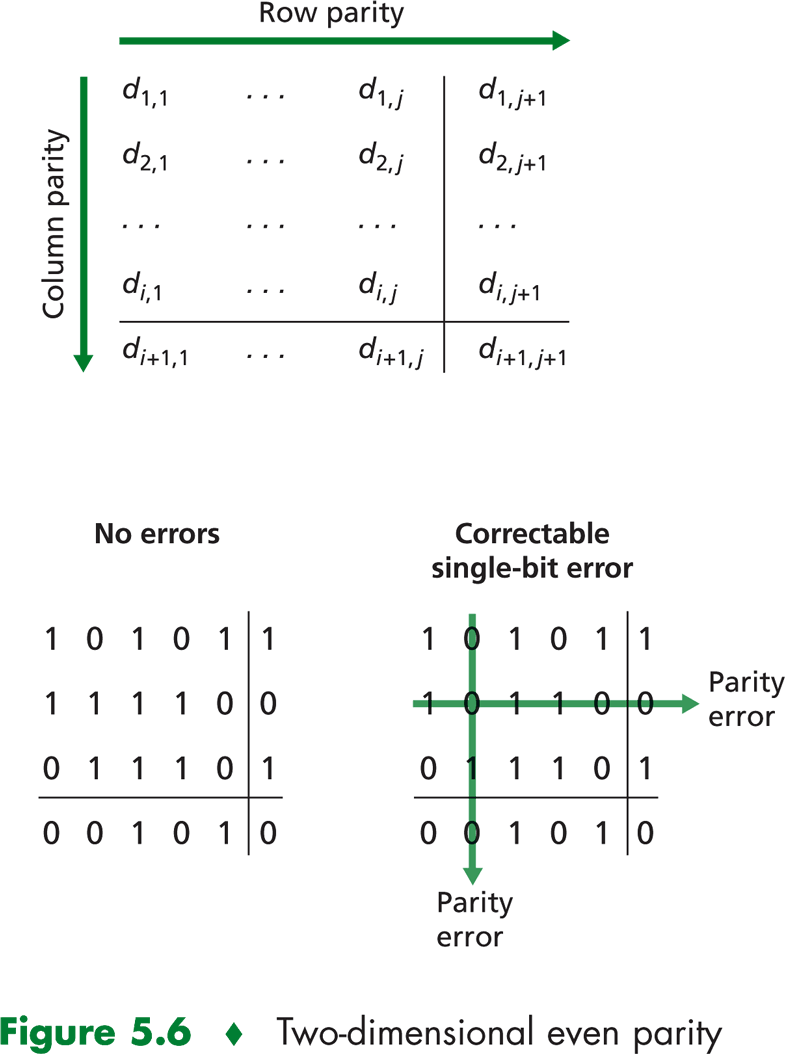 Row parity
Column parity
d1,1 . . . d1,j d1,j+1
d2,1 . . . d2,j d2,j+1
. . . . . . . . . . . .
di,1 . . . di,j di,j+1
di+1,1 . . . di+1,j di+1,j+1
No errors
1 0 1 0 1 1
1 1 1 1 0 0
0 1 1 1 0 1
0 0 1 0 1 0
Correctable
single-bit error
1 0 1 0 1 1
1 0 1 1 0 0
0 1 1 1 0 1
0 0 1 0 1 0
Parity
error
Parity
error
Figure 5.6 ♦ Two-dimensional even parity